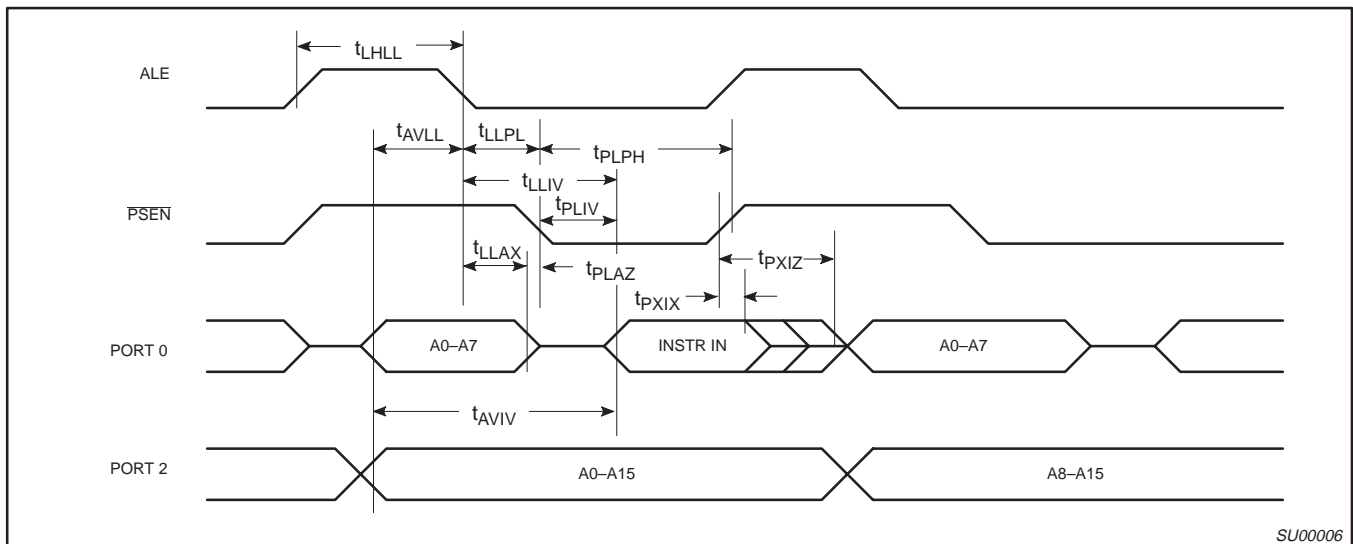 tLHLL
ALE
tAVLL
tLLPL
tPLPH
tLLIV
PSEN
tPLIV
tLLAX
tPLAZ
tPXIZ
tPXIX
PORT 0
A0–A7
INSTR IN
A0–A7
tAVIV
PORT 2
A0–A15
A8–A15
SU00006